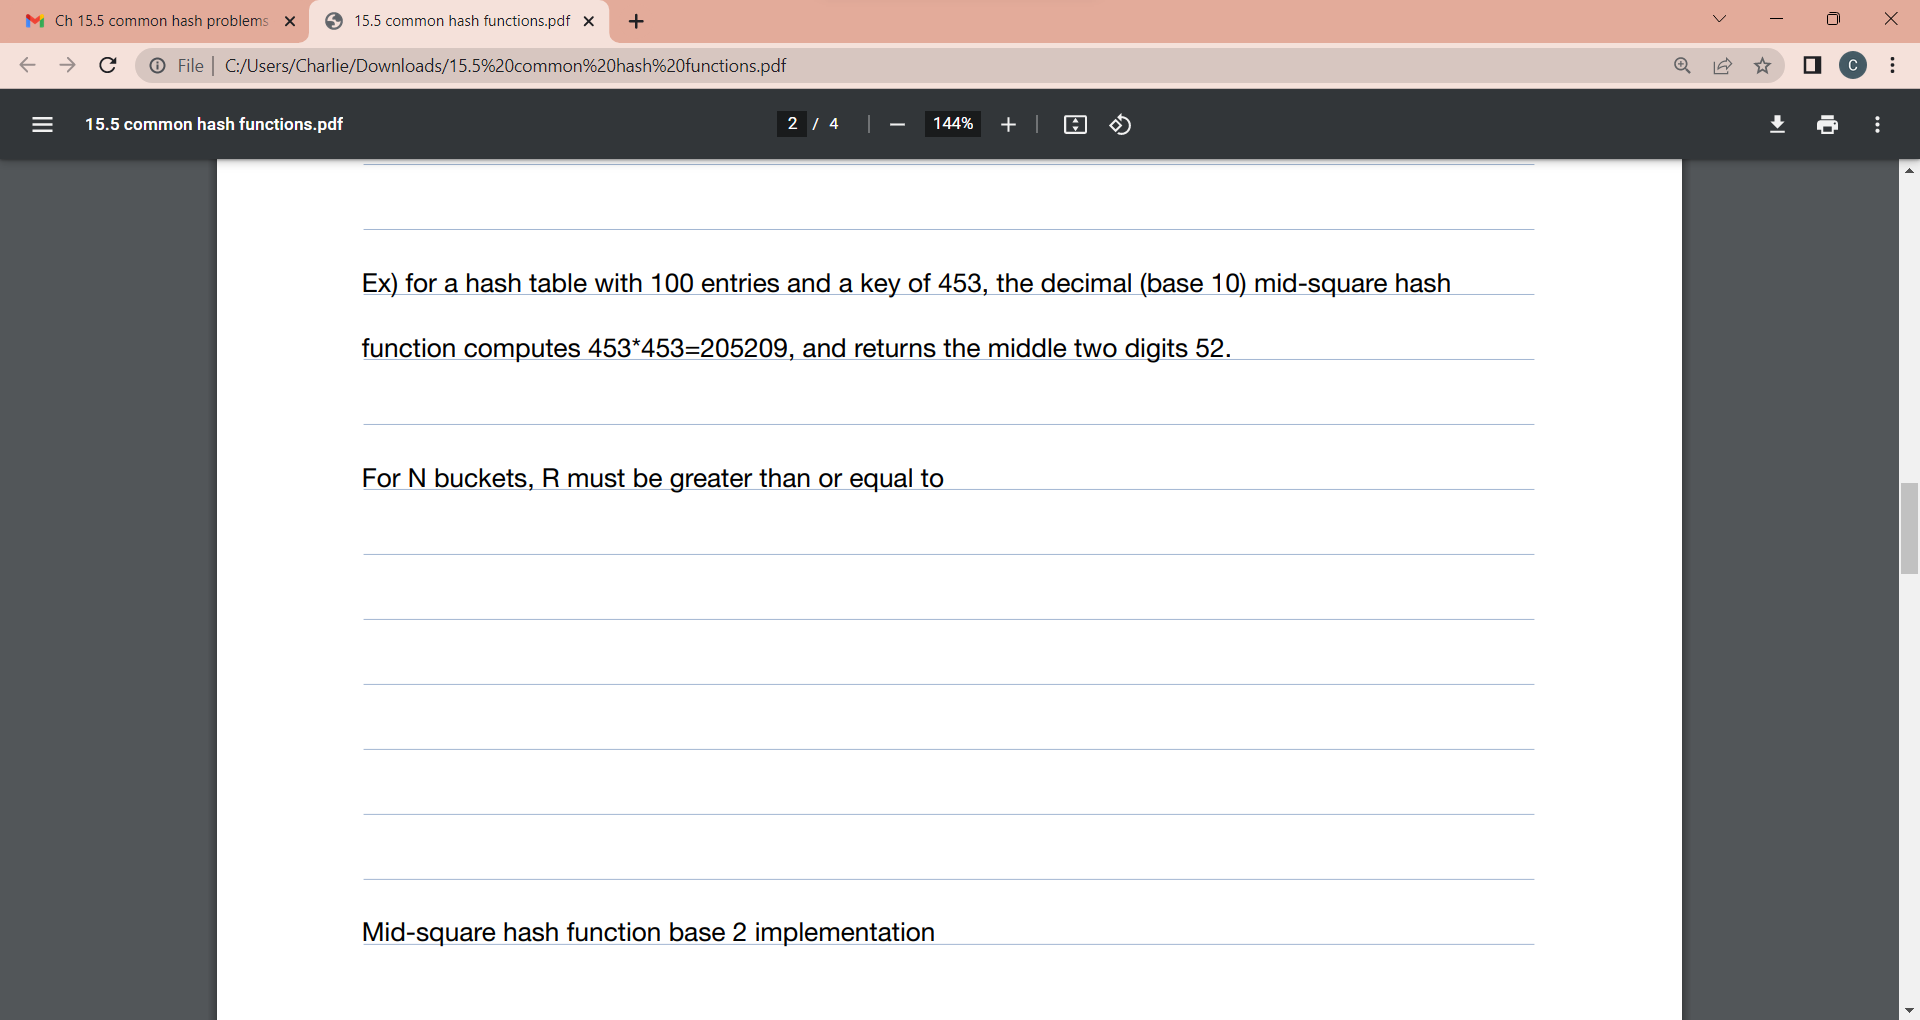 Ch 15.5 common hash problems
15.5 common hash functions.pdf
File | C:/Users/Charlie/Downloads/15.5%20common%20hash%20functions.pdf
C
15.5 common hash functions.pdf
2 / 4
144%
Ex) for a hash table with 100 entries and a key of 453, the decimal (base 10) mid-square hash
function computes 453*453=205209, and returns the middle two digits 52.
For N buckets, R must be greater than or equal to
Mid-square hash function base 2 implementation